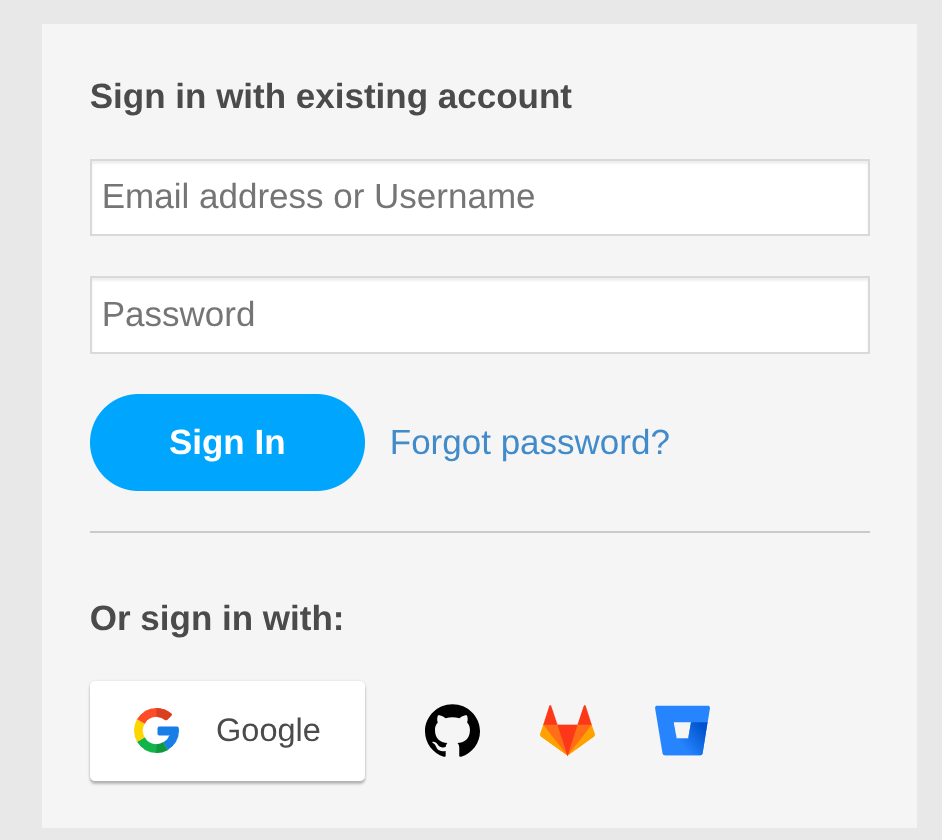 Sign in with existing account
Email address or Username
Password
Sign In
Forgot password?
Or sign in with:
Google